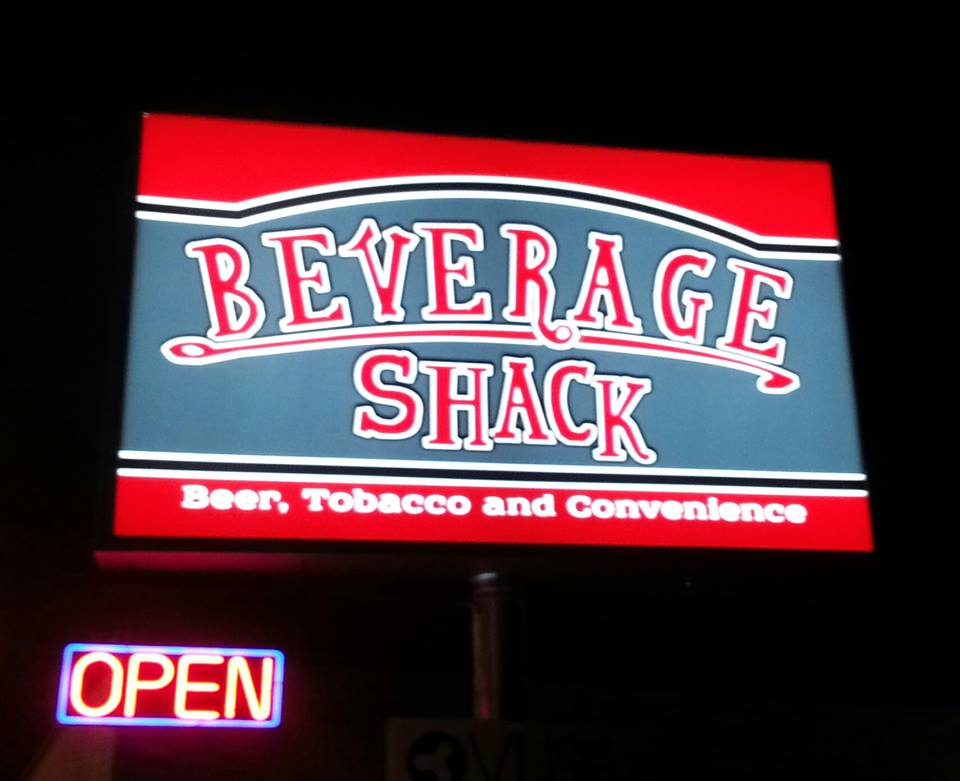 BEVERAGE
SHACK
Beer, Tobacco and Convenience
OPEN